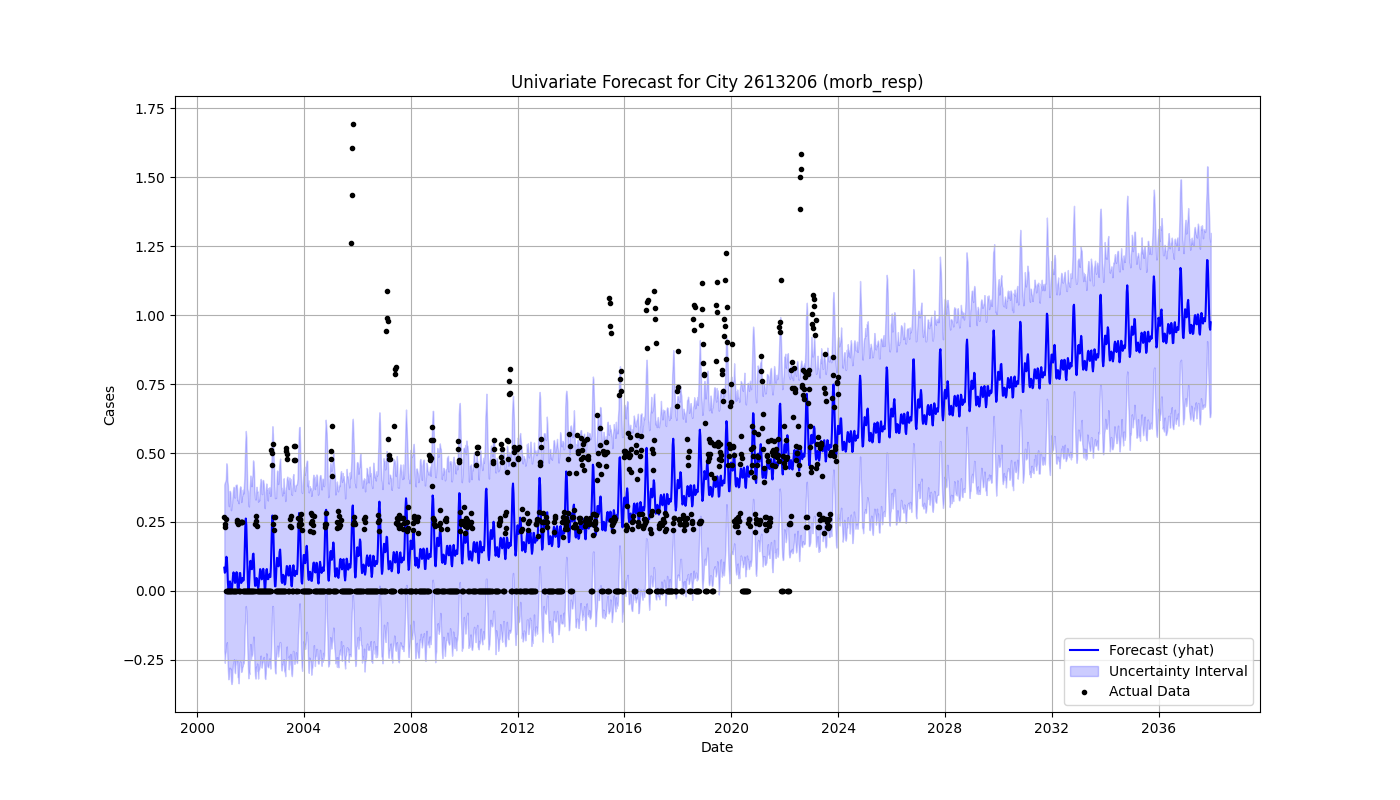 Univariate Forecast for City 2613206 (morb_resp)
1.75
1.50
1.25
1.00
0.75
0.50
0.25
0.00
−0.25
Cases
2000 2004 2008 2012 2016 2020 2024 2028 2032 2036
Date
Forecast (yhat)
Uncertainty Interval
Actual Data